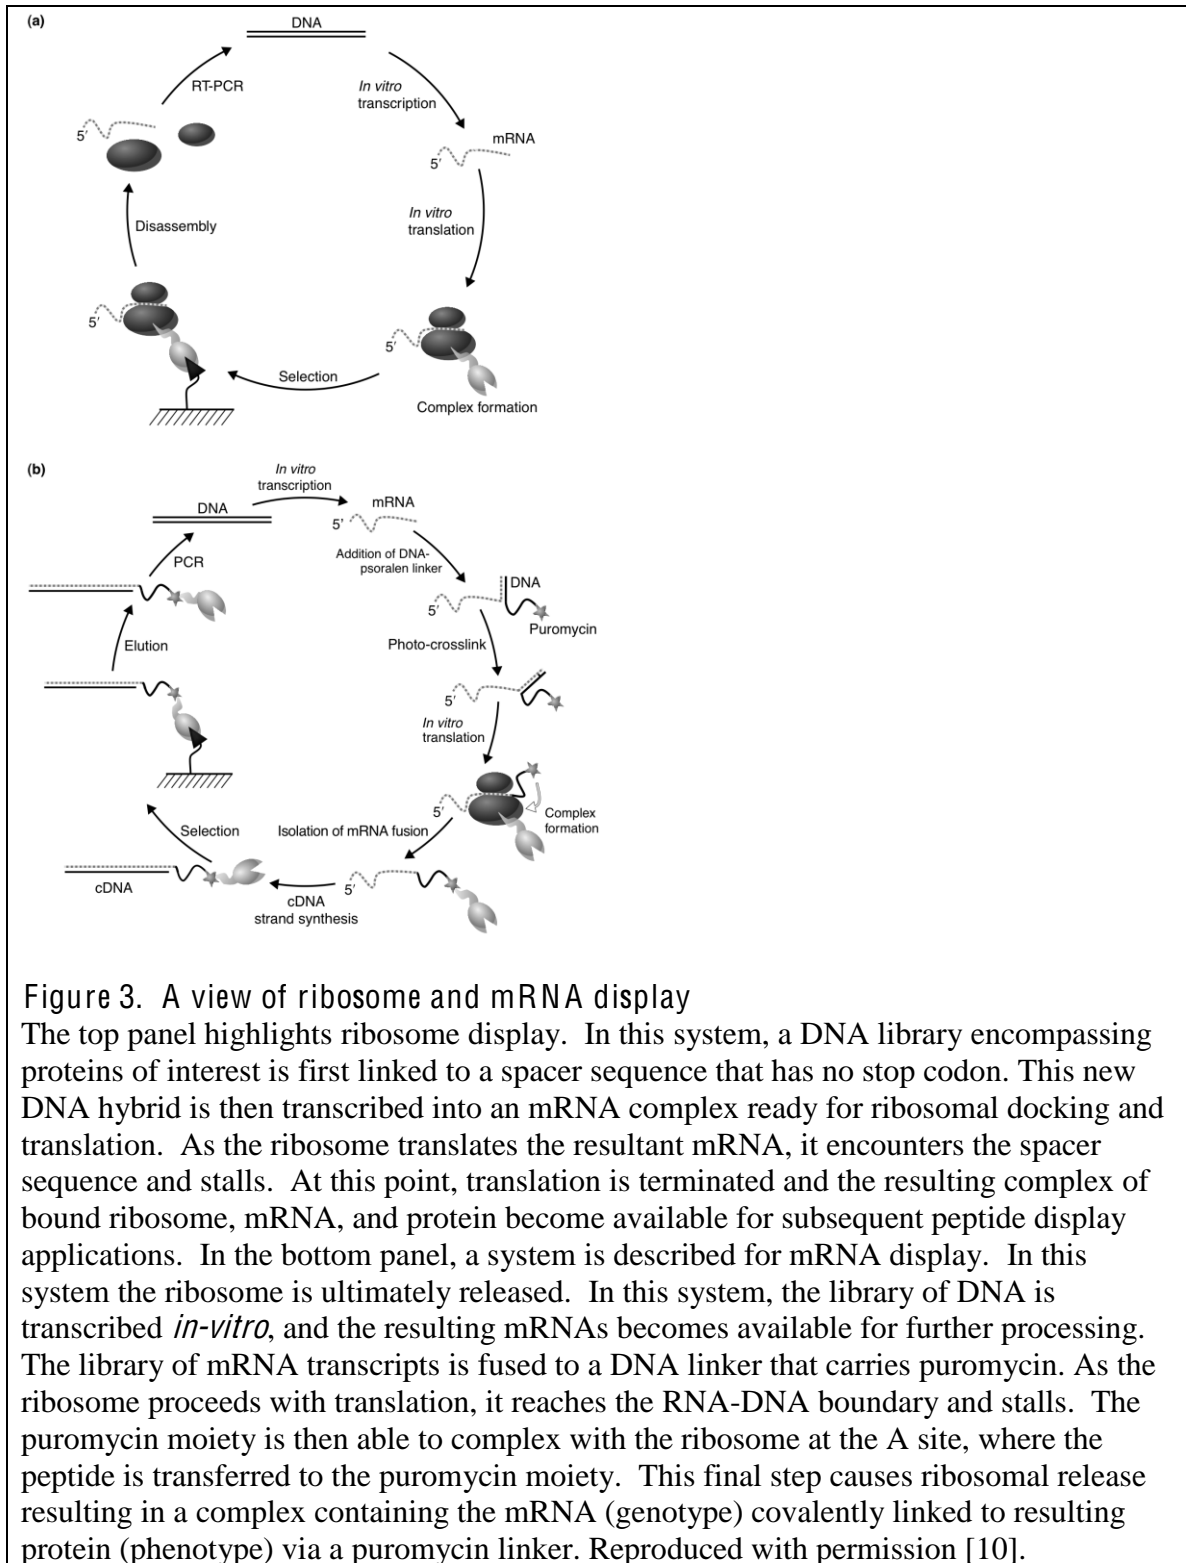 (a)
DNA
RT-PCR
In vitro
transcription
5′
mRNA
5′
In vitro
translation
Disassembly
5′
5′
Selection
Complex formation
(b)
In vitro
transcription
DNA
mRNA
5′
PCR
Addition of DNA-
psoralen linker
DNA
5′
Puromycin
Photo-crosslink
Elution
5′
In vitro
translation
5′
Complex
formation
Selection
Isolation of mRNA fusion
cDNA
5′
cDNA
strand synthesis
Figure 3. A view of ribosome and mRNA display
The top panel highlights ribosome display. In this system, a DNA library encompassing
proteins of interest is first linked to a spacer sequence that has no stop codon. This new
DNA hybrid is then transcribed into an mRNA complex ready for ribosomal docking and
translation. As the ribosome translates the resultant mRNA, it encounters the spacer
sequence and stalls. At this point, translation is terminated and the resulting complex of
bound ribosome, mRNA, and protein become available for subsequent peptide display
applications. In the bottom panel, a system is described for mRNA display. In this
system the ribosome is ultimately released. In this system, the library of DNA is
transcribed in-vitro, and the resulting mRNAs becomes available for further processing.
The library of mRNA transcripts is fused to a DNA linker that carries puromycin. As the
ribosome proceeds with translation, it reaches the RNA-DNA boundary and stalls. The
puromycin moiety is then able to complex with the ribosome at the A site, where the
peptide is transferred to the puromycin moiety. This final step causes ribosomal release
resulting in a complex containing the mRNA (genotype) covalently linked to resulting
protein (phenotype) via a puromycin linker. Reproduced with permission [10].